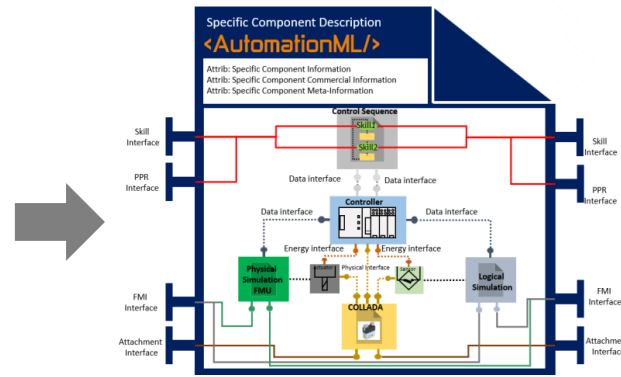 Specific Component Description
<AutomationML/>
Attrib: Specific Component Information
Attrib: Specific Component Commercial Information
Attrib: Specific Component Meta-Information
Control Sequence
Skill1
Skill2
Skill
Interface
Skill
Interface
PPR
Interface
PPR
Interface
Data interface
Data interface
Controller
Data interface
Data interface
Energy interface
Energy interface
Physical
Simulation
FMU
Actuator
Physical interface
Sensor
Logical
Simulation
FMI
Interface
FMI
Interface
COLLADA
Attachment
Interface
Attachme
Interface